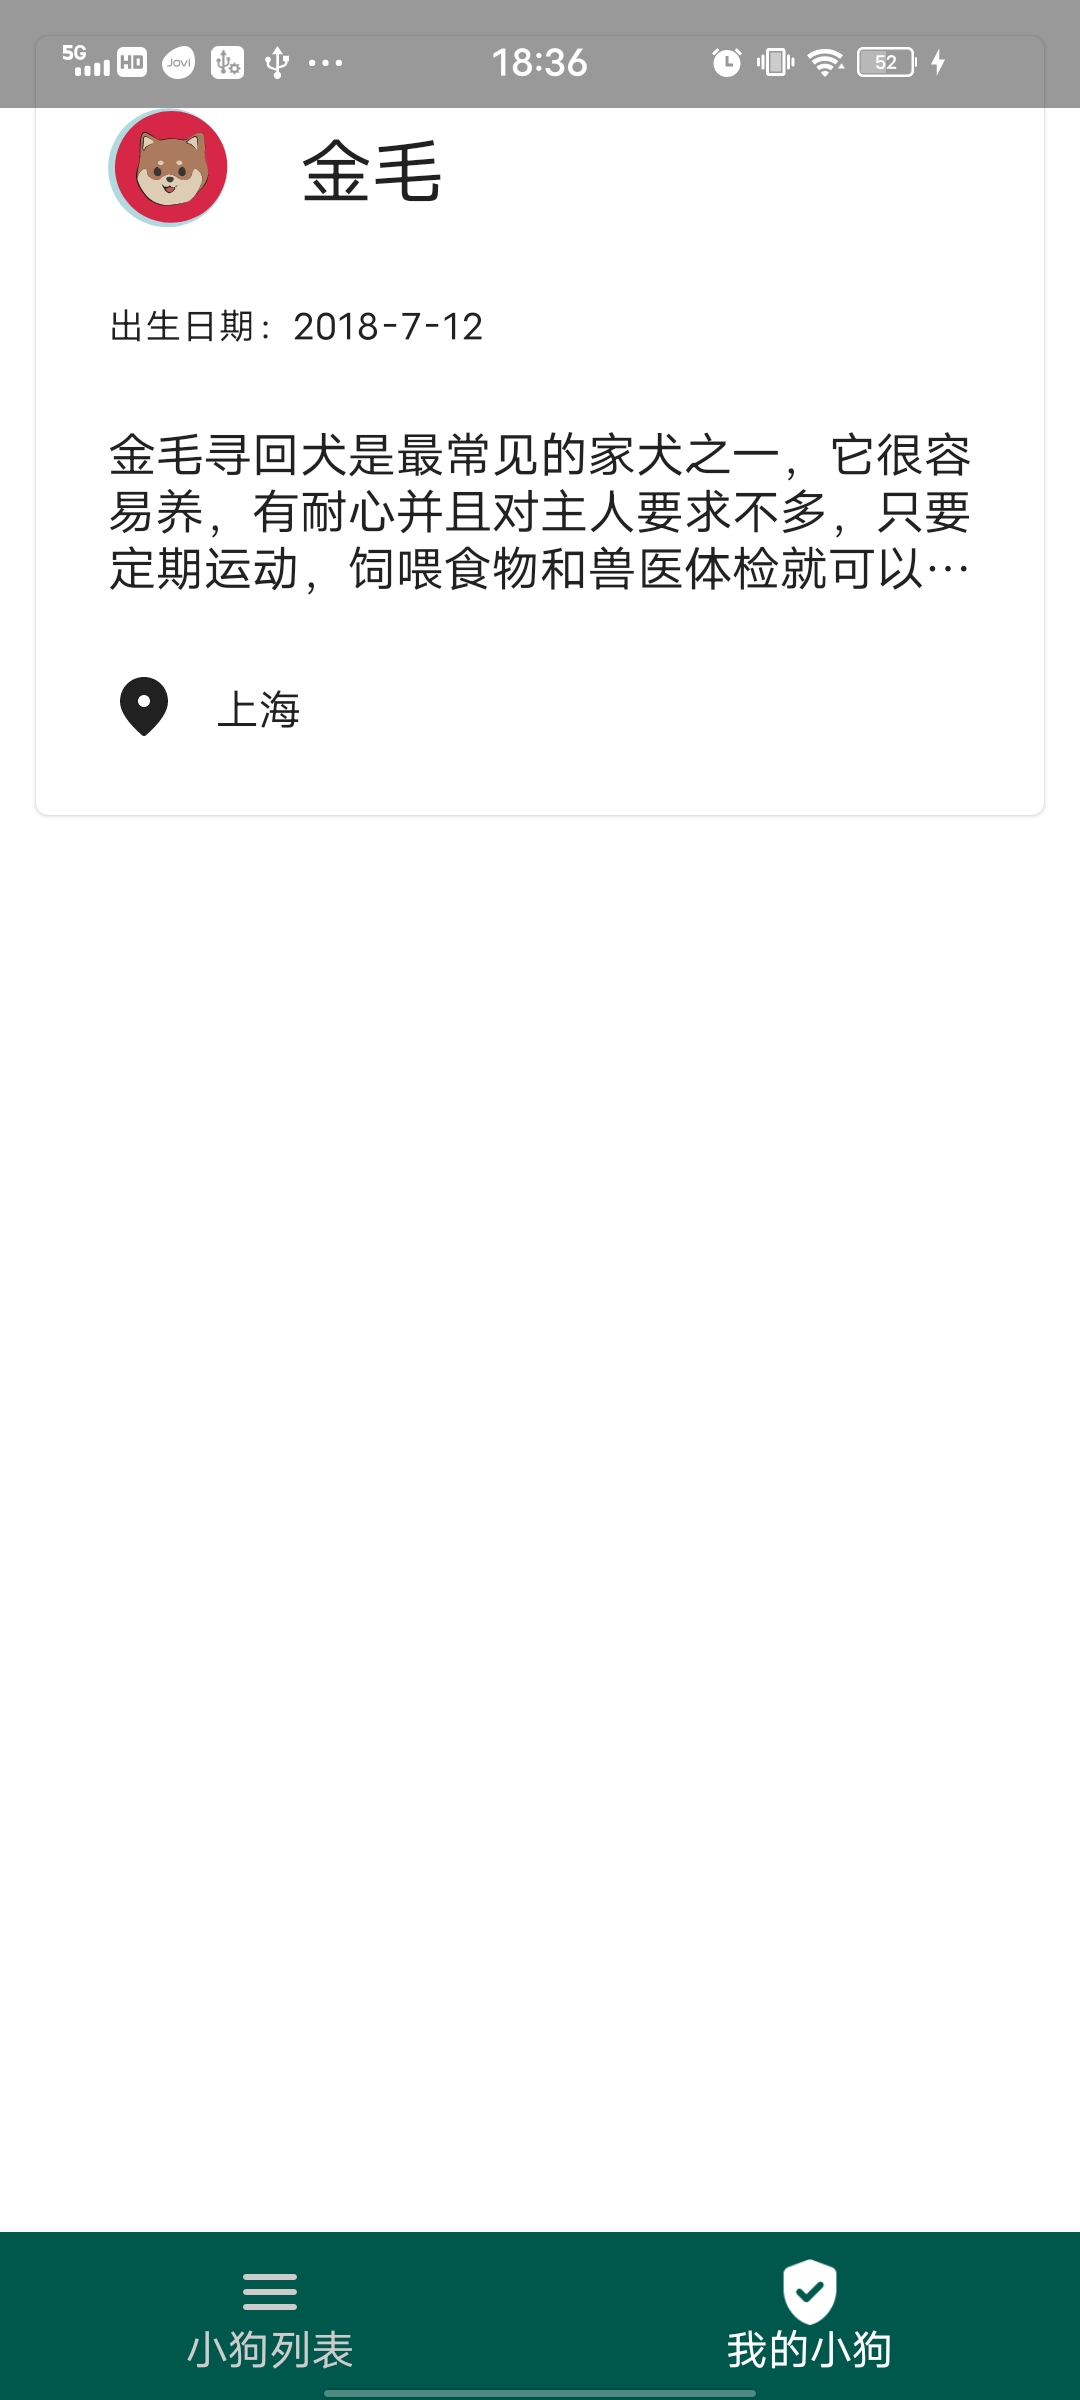 5G HD JOVI 18:36 52
金毛
出生日期：2018-7-12
金毛寻回犬是最常见的家犬之一，它很容
易养，有耐心并且对主人要求不多，只要
定期运动，饲喂食物和兽医体检就可以…
上海
小狗列表
我的小狗